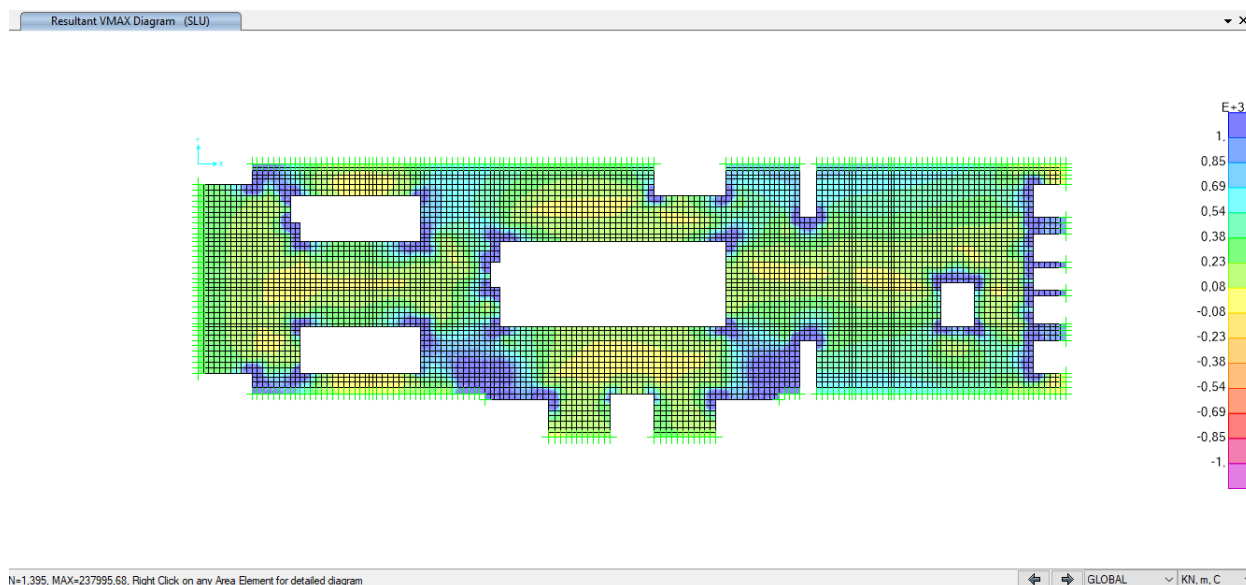 Resultant VMAX Diagram (SLU)
E+3
1,
0.85
0.69
0.54
0.38
0.23
0.08
-0.08
-0.23
-0.38
-0.54
-0.69
-0.85
-1,
N=1.395, MAX=237995.68, Right Click on any Area Element for detailed diagram
GLOBAL
KN, m, C